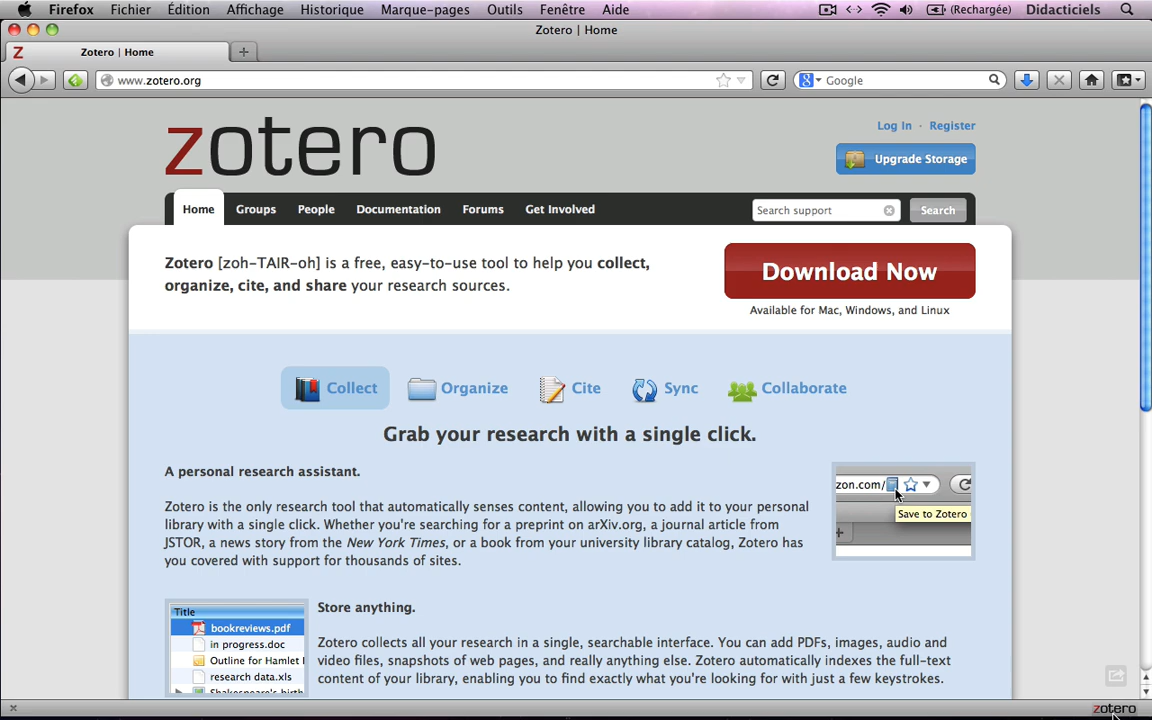 Firefox Fichier Édition Affichage Historique Marque-pages Outils Fenêtre Aide (Rechargée) Didacticiels
Zotero | Home
Zotero | Home
www.zotero.org Google
zotero
Log In · Register
Upgrade Storage
Home Groups People Documentation Forums Get Involved Search support Search
Zotero [zoh-TAIR-oh] is a free, easy-to-use tool to help you collect,
organize, cite, and share your research sources.
Download Now
Available for Mac, Windows, and Linux
Collect Organize Cite Sync Collaborate
Grab your research with a single click.
A personal research assistant.
Zotero is the only research tool that automatically senses content, allowing you to add it to your personal
library with a single click. Whether you're searching for a preprint on arXiv.org, a journal article from
JSTOR, a news story from the New York Times, or a book from your university library catalog, Zotero has
you covered with support for thousands of sites.
zon.com/
Save to Zotero
Title
bookreviews.pdf
in progress.doc
Outline for Hamlet
research data.xls
Shakespeare's birth
Store anything.
Zotero collects all your research in a single, searchable interface. You can add PDFs, images, audio and
video files, snapshots of web pages, and really anything else. Zotero automatically indexes the full-text
content of your library, enabling you to find exactly what you're looking for with just a few keystrokes.
zotero